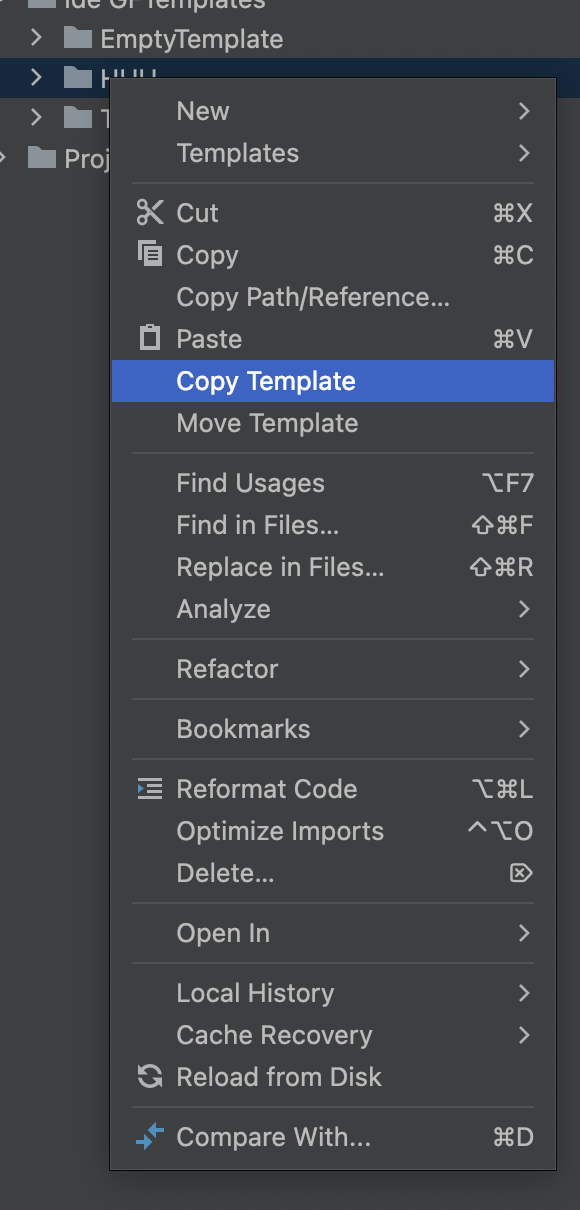 Ide GFTemplates
EmptyTemplate
Proj
New
Templates
Cut ⌘X
Copy ⌘C
Copy Path/Reference...
Paste ⌘V
Copy Template
Move Template
Find Usages ⌥F7
Find in Files... ⇧⌘F
Replace in Files... ⇧⌘R
Analyze
Refactor
Bookmarks
Reformat Code ⌥⌘L
Optimize Imports ^⌥O
Delete... ⌦
Open In
Local History
Cache Recovery
Reload from Disk
Compare With... ⌘D